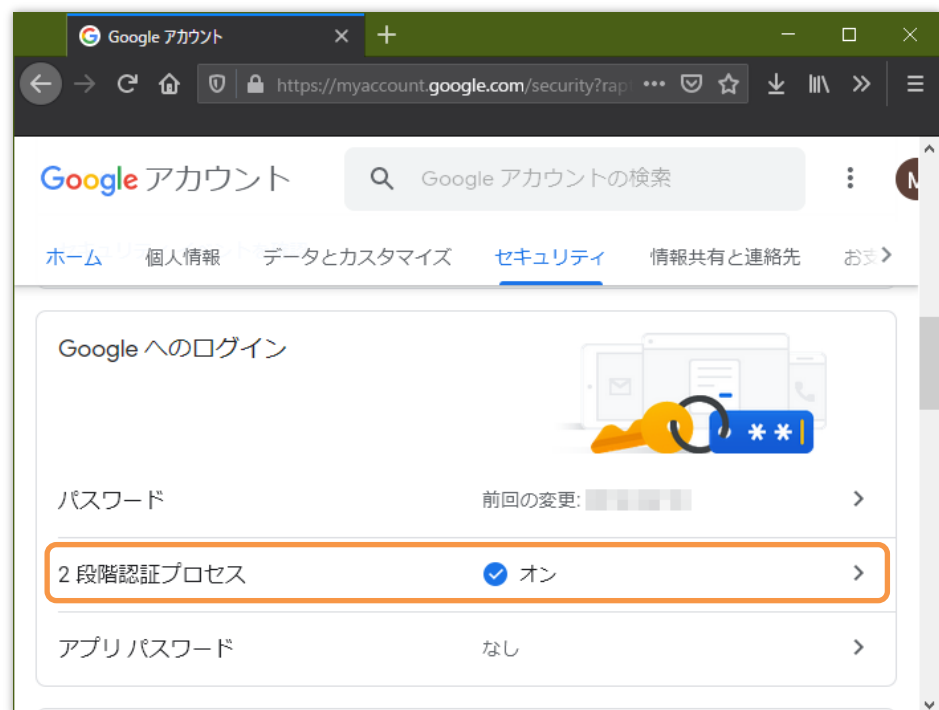 Google アカウント
https://myaccount.google.com/security?rap
Google アカウント
Google アカウントの検索
M
ホーム 個人情報 データとカスタマイズ セキュリティ 情報共有と連絡先 お支
Google へのログイン
**
パスワード 前回の変更:
2 段階認証プロセス オン
アプリ パスワード なし